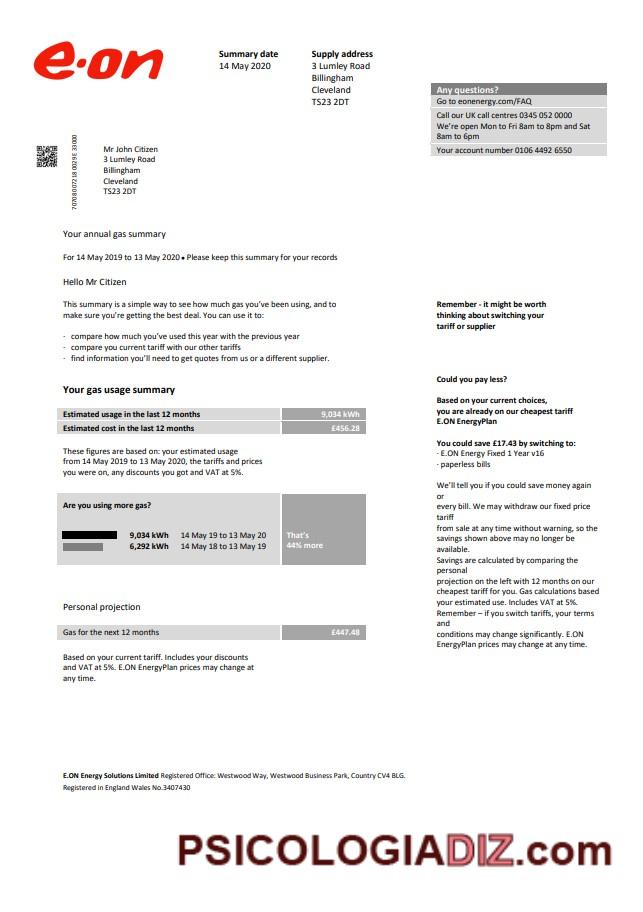 e·on
Summary date
14 May 2020
Supply address
3 Lumley Road
Billingham
Cleveland
TS23 2DT
Any questions?
Go to eonenergy.com/FAQ
Call our UK call centres 0345 052 0000
We're open Mon to Fri 8am to 8pm and Sat
8am to 6pm
Your account number 0106 4492 6550
Mr John Citizen
3 Lumley Road
Billingham
Cleveland
TS23 2DT
Your annual gas summary
For 14 May 2019 to 13 May 2020 • Please keep this summary for your records
Hello Mr Citizen
This summary is a simple way to see how much gas you've been using, and to
make sure you're getting the best deal. You can use it to:
- compare how much you've used this year with the previous year
- compare you current tariff with our other tariffs
- find information you'll need to get quotes from us or a different supplier.
Your gas usage summary
Estimated usage in the last 12 months 9,034 kWh
Estimated cost in the last 12 months £456.28
These figures are based on: your estimated usage
from 14 May 2019 to 13 May 2020, the tariffs and prices
you were on, any discounts you got and VAT at 5%.
Are you using more gas?
9,034 kWh 14 May 19 to 13 May 20
6,292 kWh 14 May 18 to 13 May 19
That's
44% more
Personal projection
Gas for the next 12 months £447.48
Based on your current tariff. Includes your discounts
and VAT at 5%. E.ON EnergyPlan prices may change at
any time.
Remember - it might be worth
thinking about switching your
tariff or supplier
Could you pay less?
Based on your current choices,
you are already on our cheapest tariff
E.ON EnergyPlan
You could save £17.43 by switching to:
- E.ON Energy Fixed 1 Year v16
- paperless bills
We'll tell you if you could save money again
or
every bill. We may withdraw our fixed price
tariff
from sale at any time without warning, so the
savings shown above may no longer be
available.
Savings are calculated by comparing the
personal
projection on the left with 12 months on our
cheapest tariff for you. Gas calculations based
your estimated use. Includes VAT at 5%.
Remember – if you switch tariffs, your terms
and
conditions may change significantly. E.ON
EnergyPlan prices may change at any time.
E.ON Energy Solutions Limited Registered Office: Westwood Way, Westwood Business Park, Country CV4 BLG.
Registered in England Wales No.3407430
PSICOLOGIADIZ.com